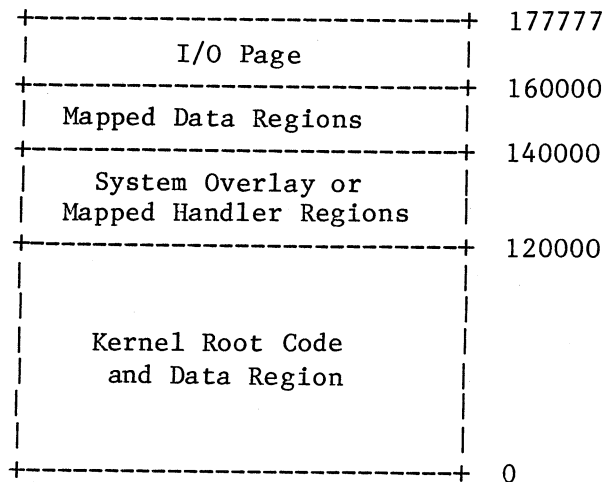 177777
I/O Page
160000
Mapped Data Regions
140000
System Overlay or
Mapped Handler Regions
120000
Kernel Root Code
and Data Region
0